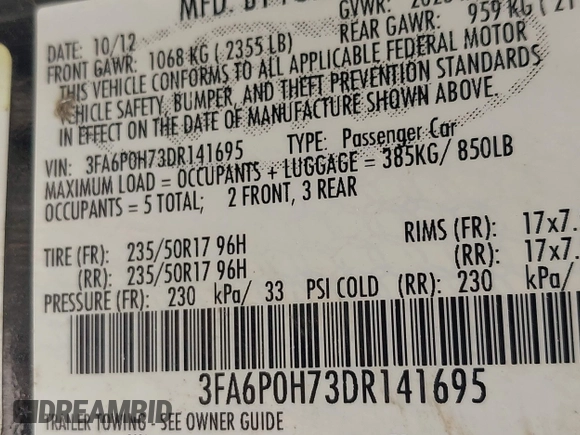 MFD. BY
GVWR:
DATE: 10/12
REAR GAWR: 959 KG
FRONT GAWR: 1068 KG ( 2355 LB)
THIS VEHICLE CONFORMS TO ALL APPLICABLE FEDERAL MOTOR
VEHICLE SAFETY, BUMPER, AND THEFT PREVENTION STANDARDS
IN EFFECT ON THE DATE OF MANUFACTURE SHOWN ABOVE.
VIN: 3FA6P0H73DR141695 TYPE: Passenger Car
MAXIMUM LOAD = OCCUPANTS + LUGGAGE = 385KG/ 850LB
OCCUPANTS = 5 TOTAL; 2 FRONT, 3 REAR
TIRE (FR): 235/50R17 96H RIMS (FR): 17x7.
(RR): 235/50R17 96H (RR): 17x7.
PRESSURE (FR): 230 kPa/ 33 PSI COLD (RR): 230 kPa/
3FA6P0H73DR141695
DREAMBID
TRAILER TOWING - SEE OWNER GUIDE